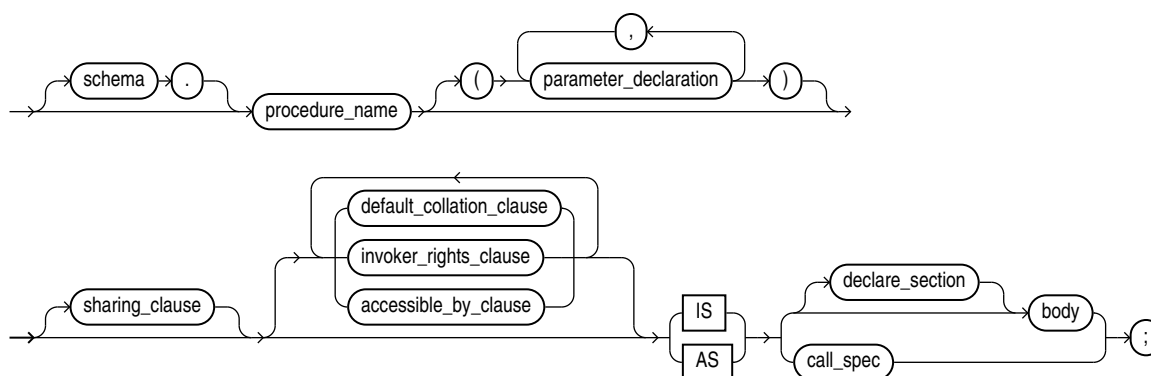 ,
schema . ( parameter_declaration )
procedure_name
default_collation_clause
invoker_rights_clause
sharing_clause accessible_by_clause
declare_section
IS body
AS call_spec ;